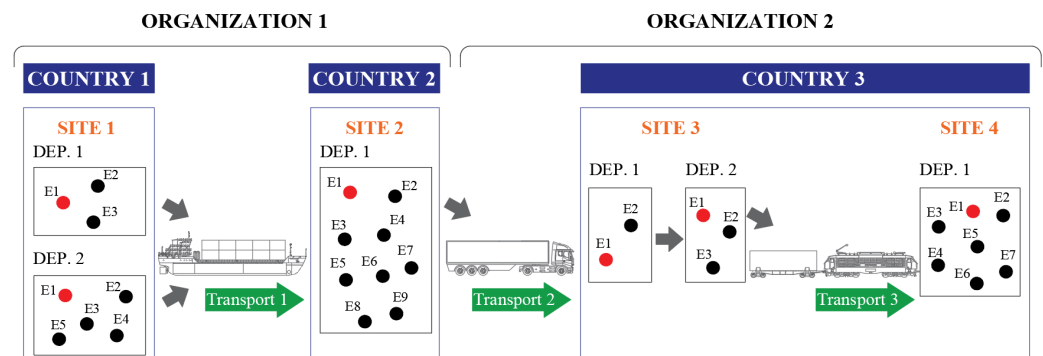 ORGANIZATION 1
ORGANIZATION 2
COUNTRY 1
COUNTRY 2
COUNTRY 3
SITE 1
DEP. 1
E1
E2
E3
DEP. 2
E1
E2
E3
E4
E5
Transport 1
SITE 2
DEP. 1
E1
E2
E3
E4
E5
E6
E7
E8
E9
Transport 2
SITE 3
DEP. 1
E2
E1
DEP. 2
E1
E2
E3
Transport 3
SITE 4
DEP. 1
E1
E2
E3
E5
E4
E7
E6